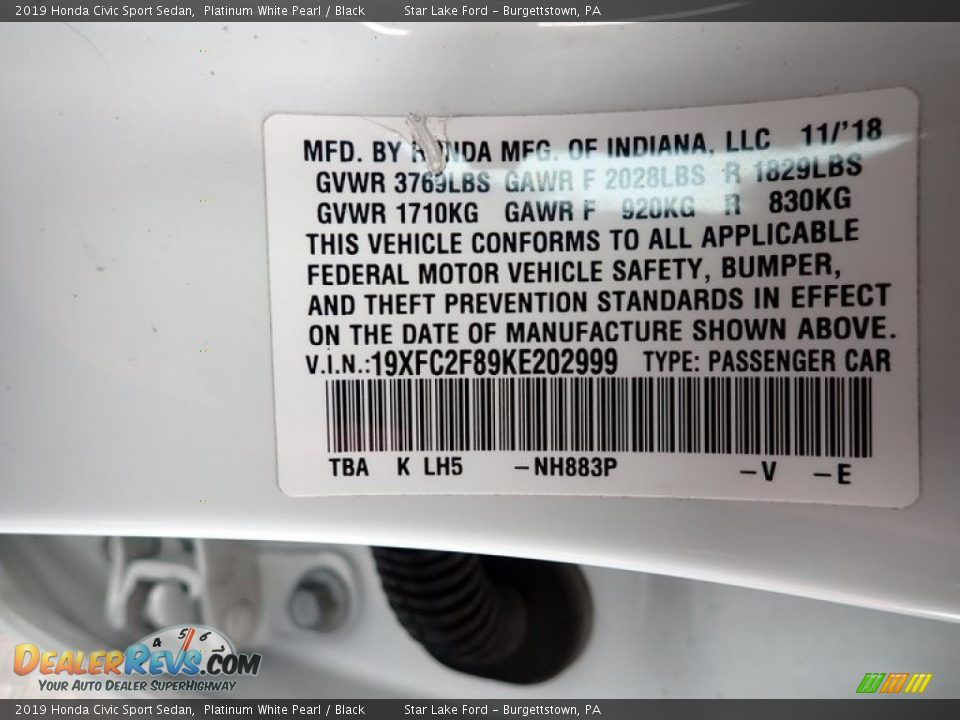 2019 Honda Civic Sport Sedan, Platinum White Pearl / Black Star Lake Ford - Burgettstown, PA
MFD. BY HONDA MFG. OF INDIANA, LLC 11/'18
GVWR 3769LBS GAWR F 2028LBS R 1829LBS
GVWR 1710KG GAWR F 920KG R 830KG
THIS VEHICLE CONFORMS TO ALL APPLICABLE
FEDERAL MOTOR VEHICLE SAFETY, BUMPER,
AND THEFT PREVENTION STANDARDS IN EFFECT
ON THE DATE OF MANUFACTURE SHOWN ABOVE.
V.I.N.:19XFC2F89KE202999 TYPE: PASSENGER CAR
TBA K LH5 -NH883P -V -E
4 5 6
DealerRevs.com
Your Auto Dealer SuperHighway
2019 Honda Civic Sport Sedan, Platinum White Pearl / Black Star Lake Ford - Burgettstown, PA